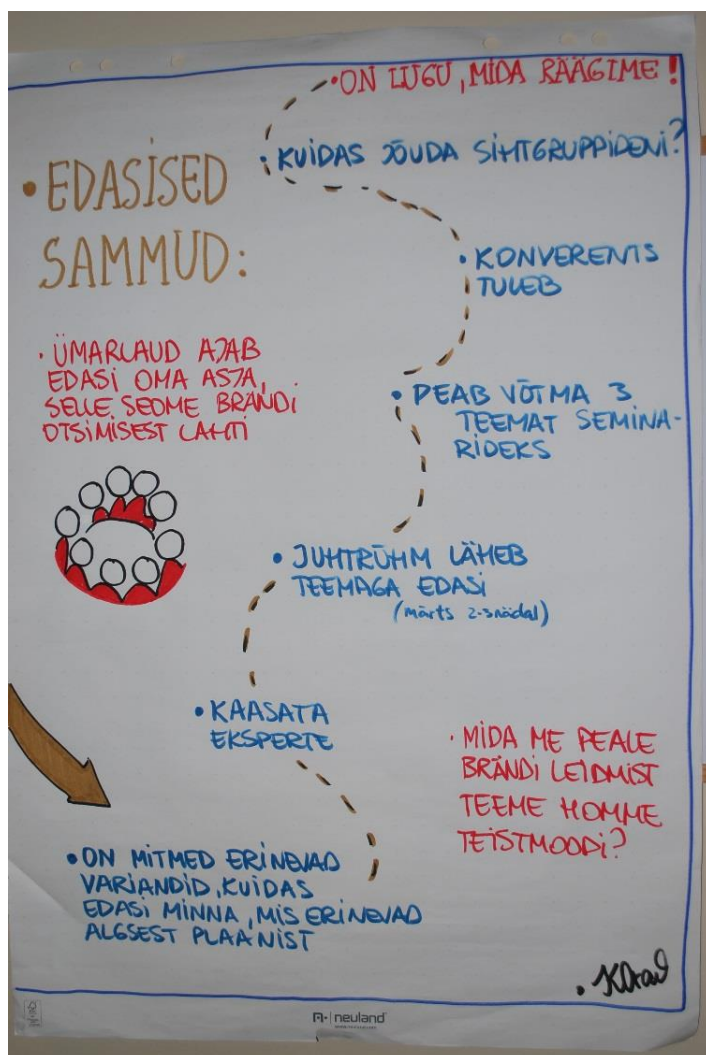 • EDASISED
SAMMUD:
• ÜMARLAUD AJAB
EDASI OMA ASJA,
SELLE SEOME BRÄNDI
OTSIMISEST LAHTI
• ON LUGU, MIDA RÄÄGIME!
• KUIDAS JÕUDA SIHTGRUPPIDENI?
• KONVERENTS
TULEB
• PEAB VÕTMA 3
TEEMAT SEMINA-
RIDEKS
• JUHTRÜHM LÄHEB
TEEMAGA EDASI
(märts 2-3nädal)
• KAASATA
EKSPERTE
• ON MITMED ERINEVAD
VARIANDID, KUIDAS
EDASI MINNA, MIS ERINEVAD
ALGSEST PLAANIST
• MIDA ME PEALE
BRÄNDI LEIDMIST
TEEME HOMME
TEISTMOODI?
neuland